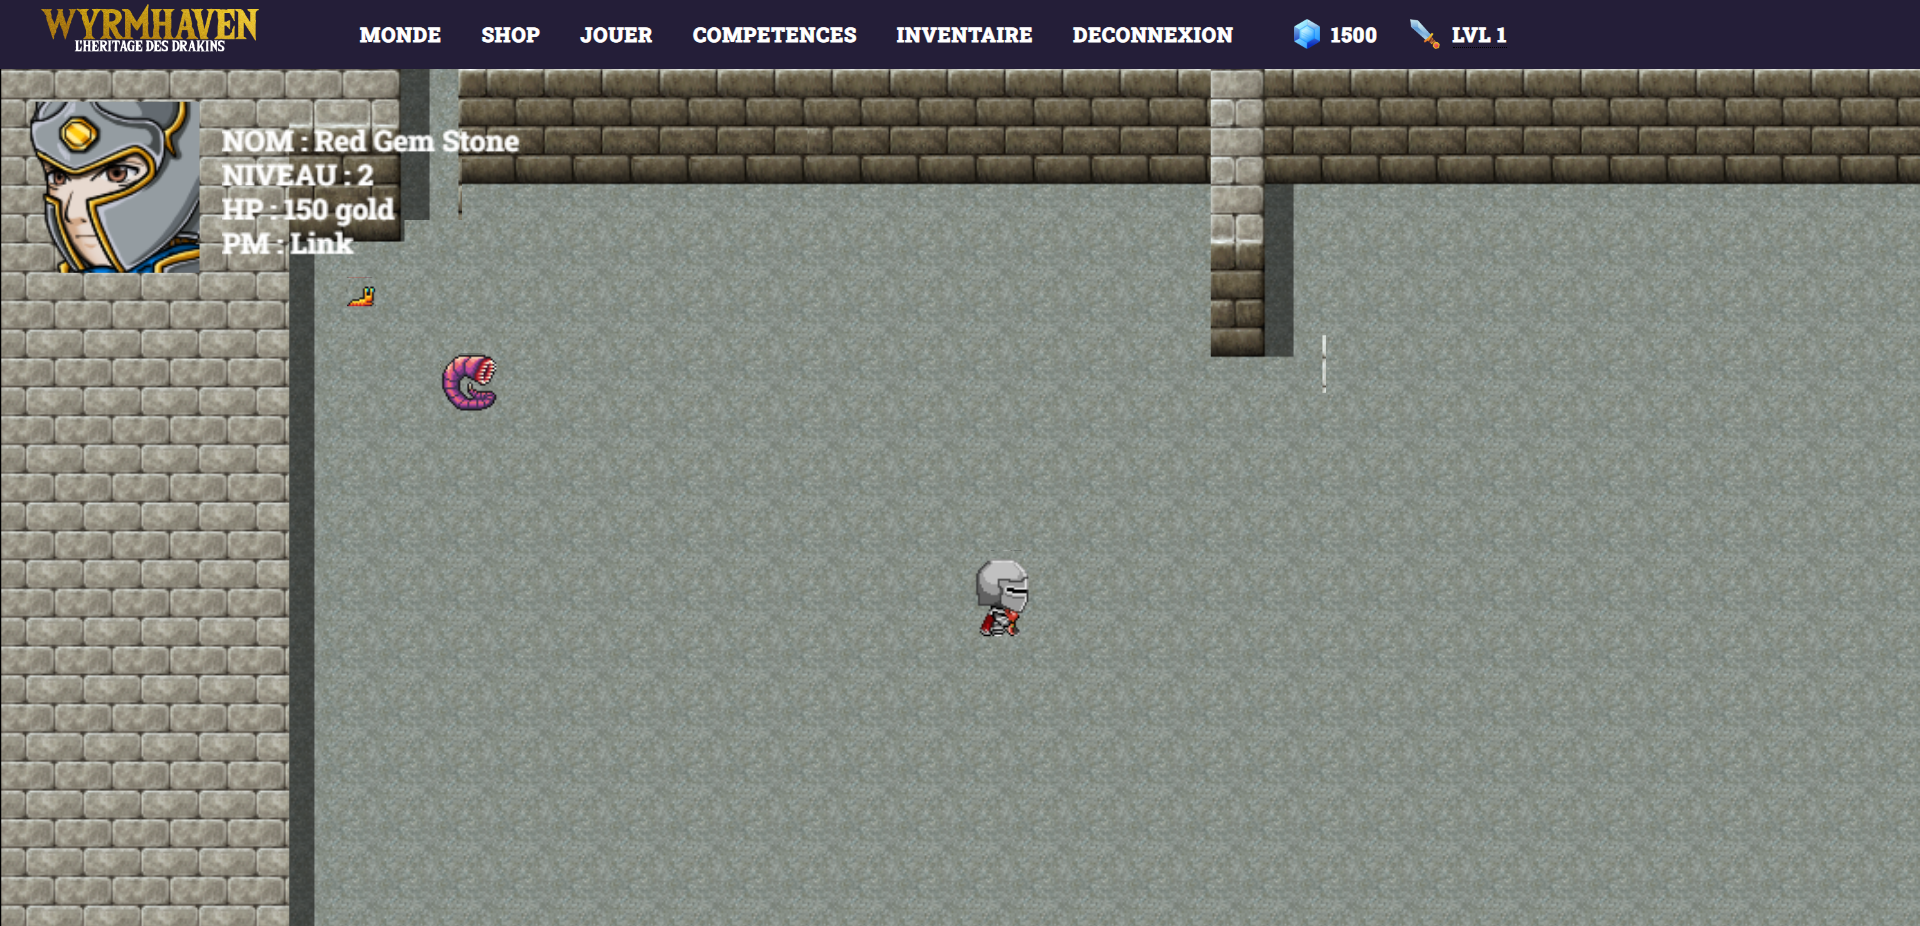 WYRMHAVEN
L'HERITAGE DES DRAKINS
MONDE SHOP JOUER COMPETENCES INVENTAIRE DECONNEXION 1500 LVL 1
NOM : Red Gem Stone
NIVEAU : 2
HP : 150 gold
PM : Link